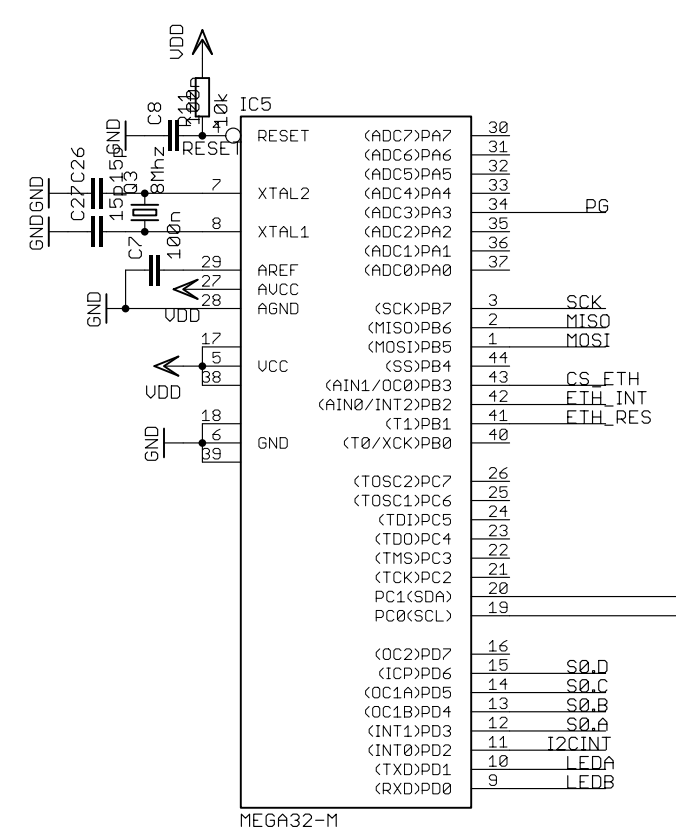 VDD
R11
100n
10k
IC5
C8
GND
4
RESET
RESET
(ADC7)PA7
30
(ADC6)PA6
31
(ADC5)PA5
32
C27C26
15p15p
Q3
8Mhz
GND
7
XTAL2
(ADC4)PA4
33
(ADC3)PA3
34
PG
GND
8
XTAL1
(ADC2)PA2
35
C7
100n
(ADC1)PA1
36
29
AREF
(ADC0)PA0
37
27
AVCC
GND
VDD
28
AGND
(SCK)PB7
3
SCK
(MISO)PB6
2
MISO
17
(MOSI)PB5
1
MOSI
5
VCC
(SS)PB4
44
VDD
38
(AIN1/OC0)PB3
43
CS_ETH
(AIN0/INT2)PB2
42
ETH_INT
18
(T1)PB1
41
ETH_RES
GND
6
GND
(T0/XCK)PB0
40
39
(TOSC2)PC7
26
(TOSC1)PC6
25
(TDI)PC5
24
(TDO)PC4
23
(TMS)PC3
22
(TCK)PC2
21
PC1(SDA)
20
PC0(SCL)
19
(OC2)PD7
16
(ICP)PD6
15
S0.D
(OC1A)PD5
14
S0.C
(OC1B)PD4
13
S0.B
(INT1)PD3
12
S0.A
(INT0)PD2
11
I2CINT
(TXD)PD1
10
LEDA
(RXD)PD0
9
LEDB
MEGA32-M